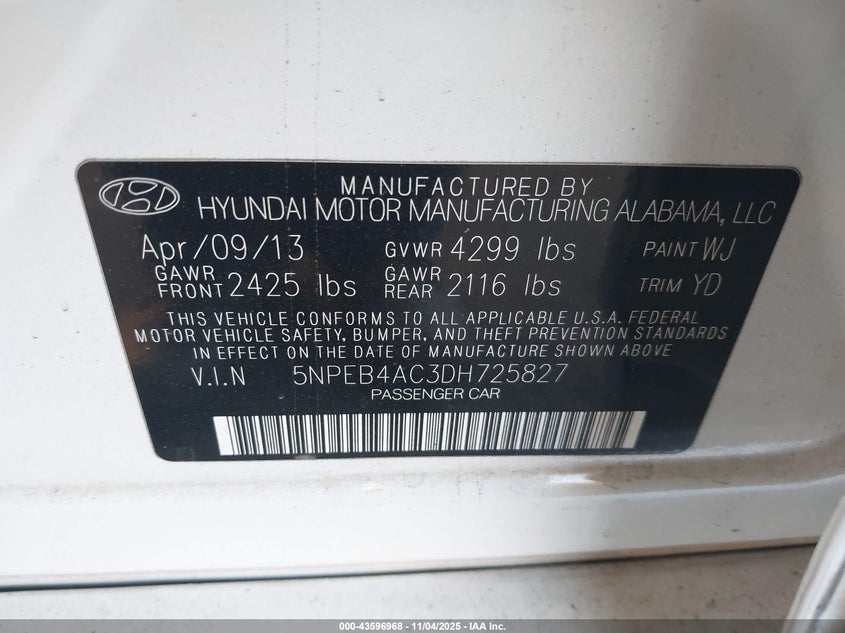 MANUFACTURED BY
HYUNDAI MOTOR MANUFACTURING ALABAMA, LLC
Apr/09/13 GVWR 4299 lbs PAINT WJ
GAWR FRONT 2425 lbs GAWR REAR 2116 lbs TRIM YD
THIS VEHICLE CONFORMS TO ALL APPLICABLE U.S.A. FEDERAL
MOTOR VEHICLE SAFETY, BUMPER, AND THEFT PREVENTION STANDARDS
IN EFFECT ON THE DATE OF MANUFACTURE SHOWN ABOVE
V.I.N 5NPEB4AC3DH725827
PASSENGER CAR
000-43596968 - 11/04/2025 - IAA Inc.